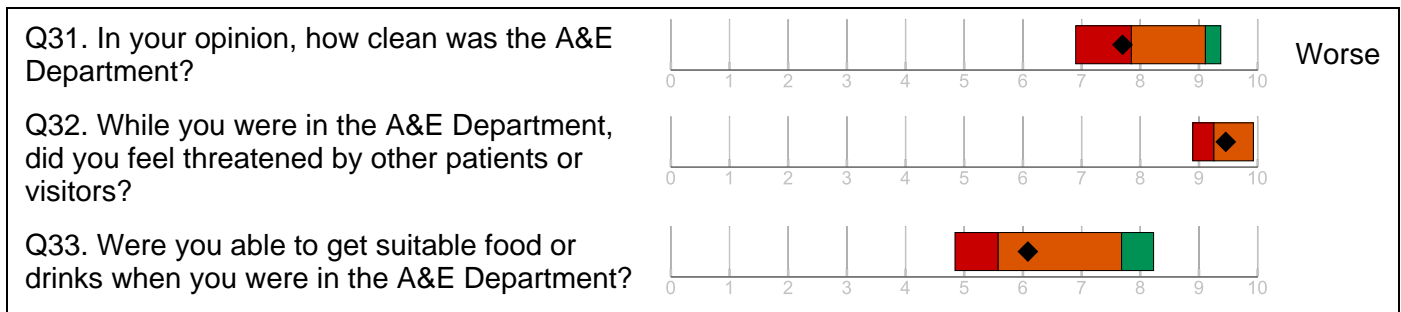 Q31. In your opinion, how clean was the A&E
Department?
0 1 2 3 4 5 6 7 8 9 10
Worse
Q32. While you were in the A&E Department,
did you feel threatened by other patients or
visitors?
0 1 2 3 4 5 6 7 8 9 10
Q33. Were you able to get suitable food or
drinks when you were in the A&E Department?
0 1 2 3 4 5 6 7 8 9 10